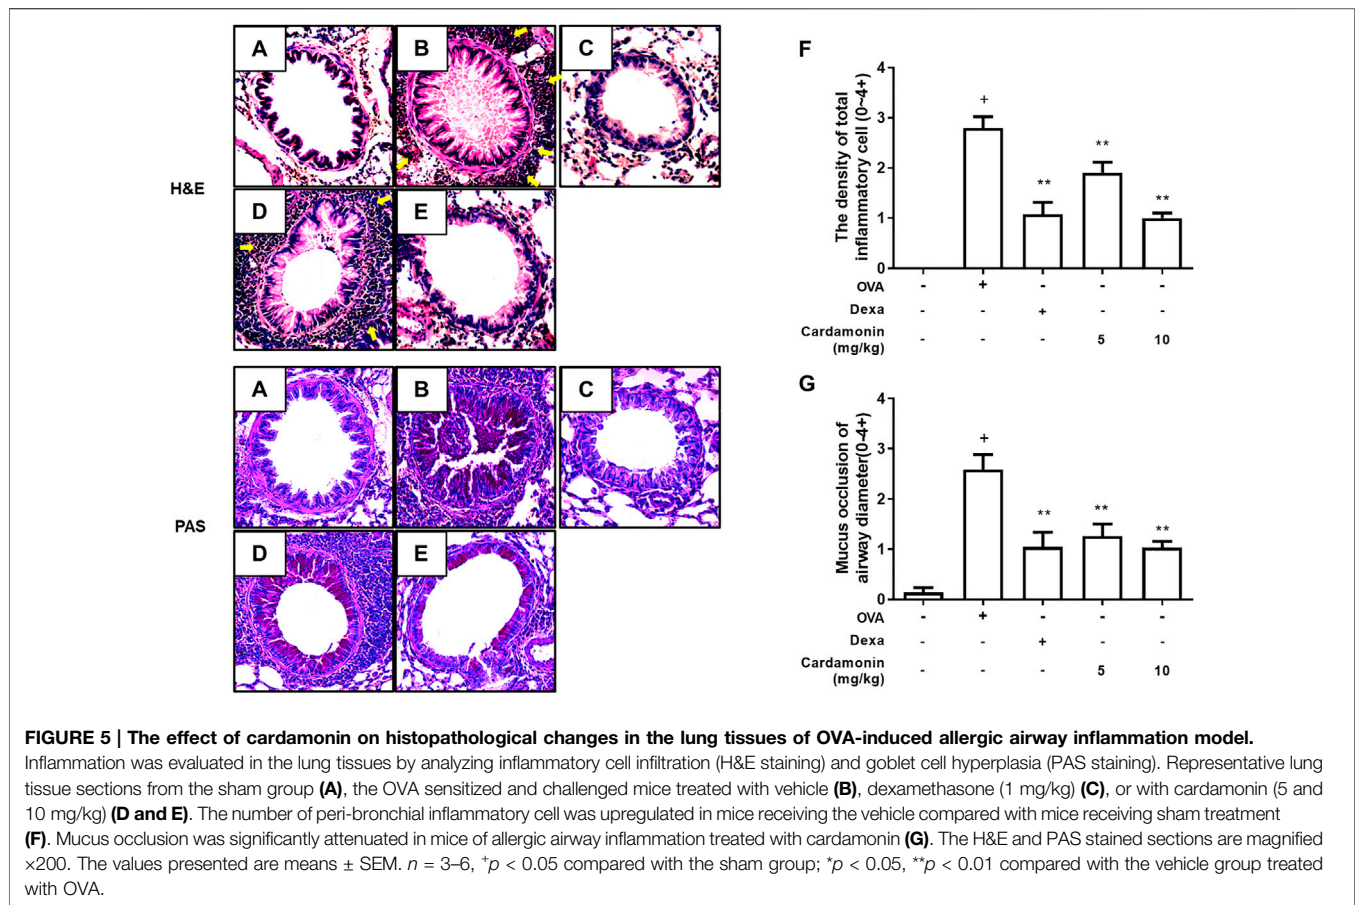 A
B
C
H&E
D
E
A
B
C
PAS
D
E
F
The density of total
inflammatory cell (0~4+)
4
3
2
1
0
+
**
**
**
OVA - + - - -
Dexa - - + - -
Cardamonin
(mg/kg) - - - 5 10
G
Mucus occlusion of
airway diameter(0-4+)
4
3
2
1
0
+
**
**
**
OVA - + - - -
Dexa - - + - -
Cardamonin
(mg/kg) - - - 5 10
FIGURE 5 | The effect of cardamonin on histopathological changes in the lung tissues of OVA-induced allergic airway inflammation model.
Inflammation was evaluated in the lung tissues by analyzing inflammatory cell infiltration (H&E staining) and goblet cell hyperplasia (PAS staining). Representative lung
tissue sections from the sham group (A), the OVA sensitized and challenged mice treated with vehicle (B), dexamethasone (1 mg/kg) (C), or with cardamonin (5 and
10 mg/kg) (D and E). The number of peri-bronchial inflammatory cell was upregulated in mice receiving the vehicle compared with mice receiving sham treatment
(F). Mucus occlusion was significantly attenuated in mice of allergic airway inflammation treated with cardamonin (G). The H&E and PAS stained sections are magnified
×200. The values presented are means ± SEM. n = 3–6, +p < 0.05 compared with the sham group; *p < 0.05, **p < 0.01 compared with the vehicle group treated
with OVA.